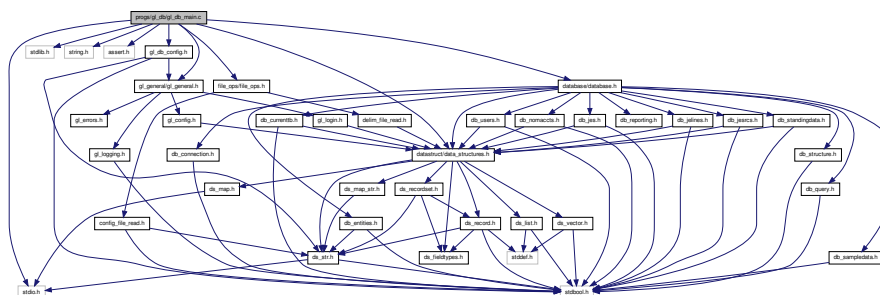 progs/gl_db/gl_db_main.c
stdlib.h
string.h
assert.h
gl_db_config.h
gl_general/gl_general.h
file_ops/file_ops.h
database/database.h
gl_errors.h
gl_config.h
db_currenttb.h
gl_login.h
delim_file_read.h
db_users.h
db_nomaccts.h
db_jes.h
db_reporting.h
db_jelines.h
db_jesrcs.h
db_standingdata.h
gl_logging.h
db_connection.h
datastruct/data_structures.h
db_structure.h
ds_map.h
ds_map_str.h
ds_recordset.h
db_query.h
config_file_read.h
db_entities.h
ds_record.h
ds_list.h
ds_vector.h
ds_str.h
ds_fieldtypes.h
stddef.h
db_sampledata.h
stdio.h
stdbool.h